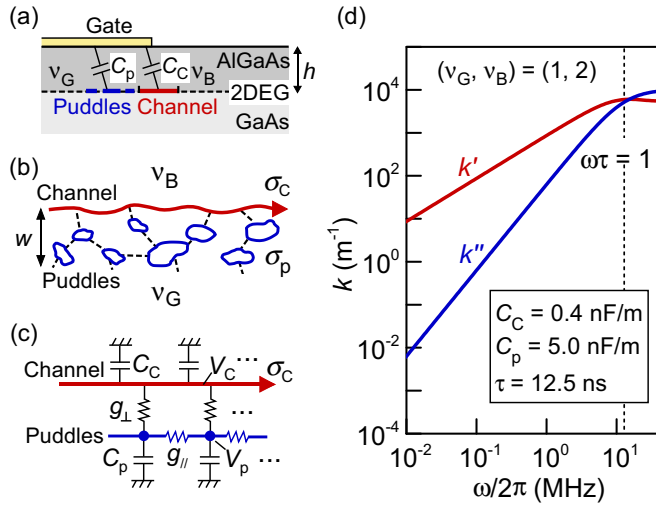 (a)
Gate
AlGaAs
h
ν_G C_p C_C ν_B
2DEG
Puddles Channel
GaAs
(b)
ν_B
Channel
σ_C
w
σ_p
Puddles
ν_G
(c)
C_C
V_C ...
Channel
σ_C
g_⊥
...
Puddles
C_p
g_//
V_p ...
(d)
10^4
10^2
10^0
10^-2
10^-4
k (m^-1)
(ν_G, ν_B) = (1, 2)
ωτ = 1
k'
k"
C_C = 0.4 nF/m
C_p = 5.0 nF/m
τ = 12.5 ns
10^-2 10^-1 10^0 10^1
ω/2π (MHz)